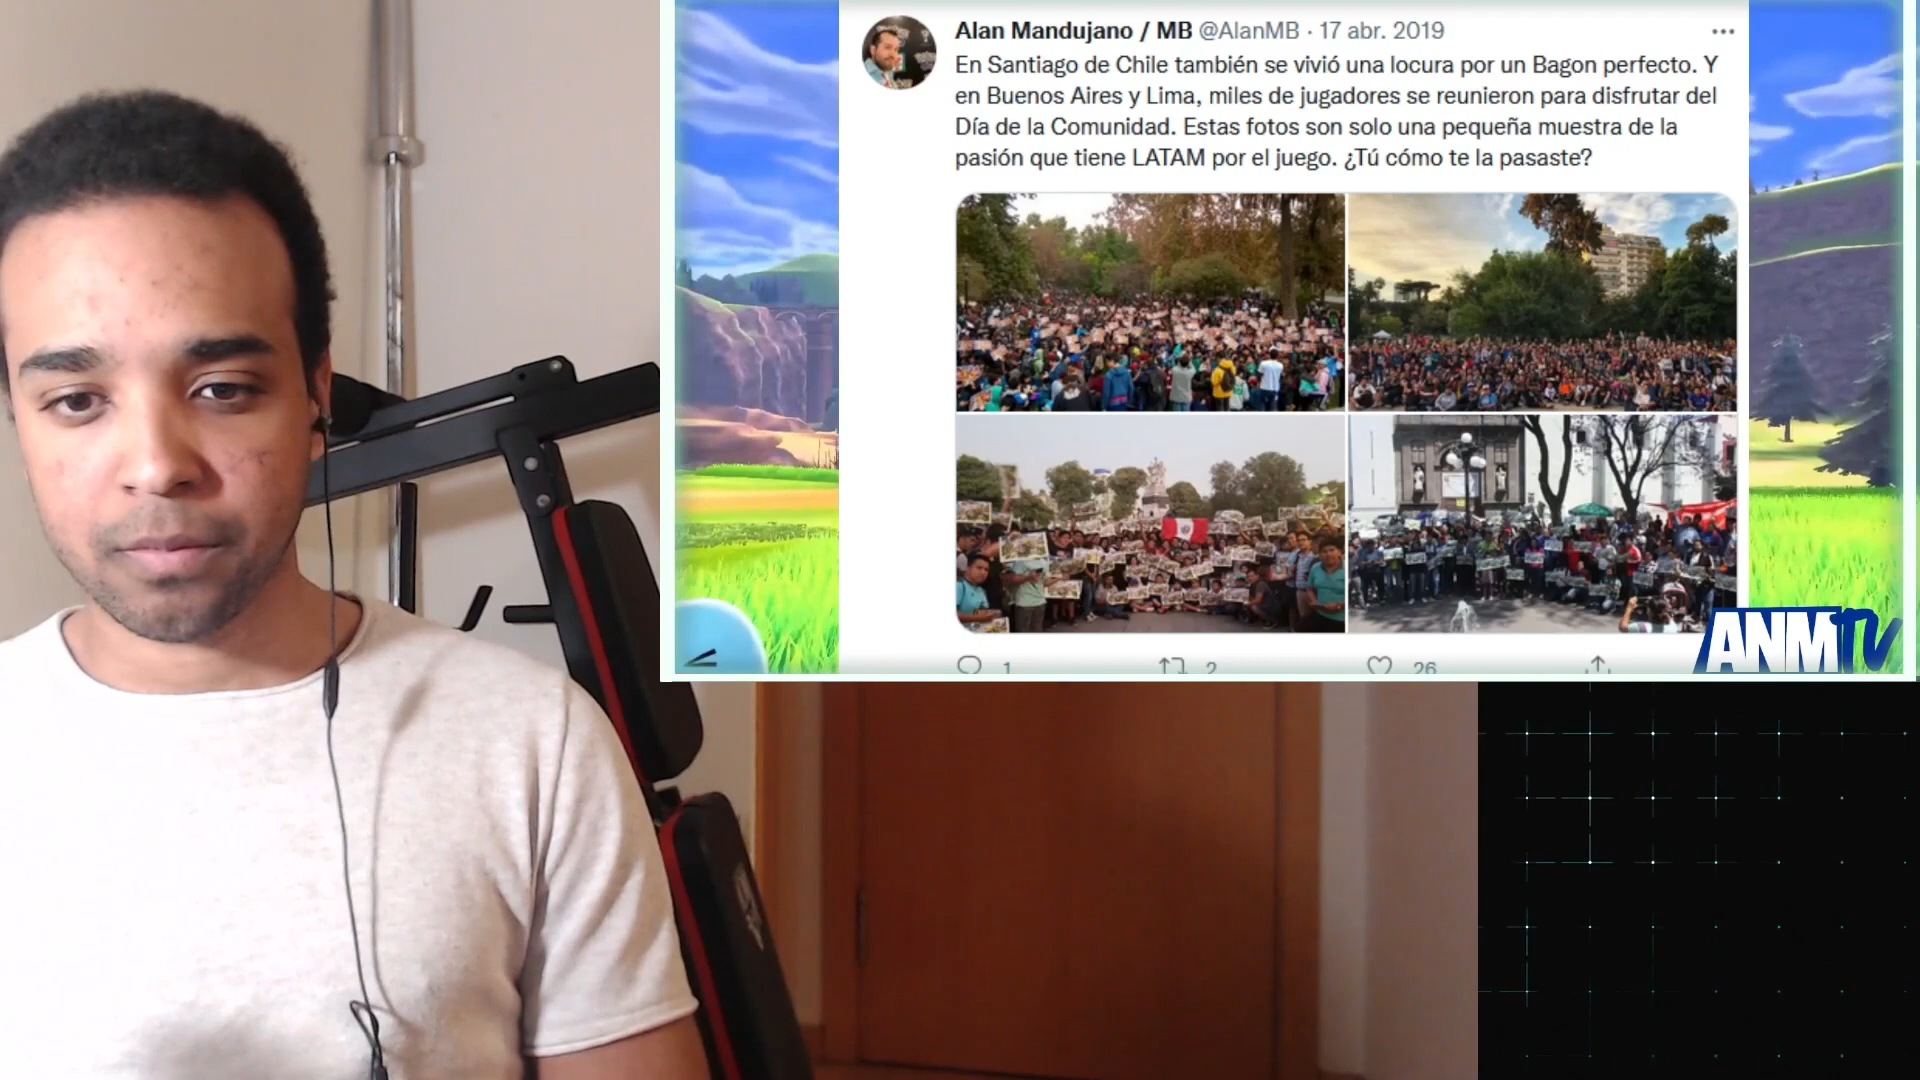 Alan Mandujano / MB @AlanMB · 17 abr. 2019
En Santiago de Chile también se vivió una locura por un Bagon perfecto. Y
en Buenos Aires y Lima, miles de jugadores se reunieron para disfrutar del
Día de la Comunidad. Estas fotos son solo una pequeña muestra de la
pasión que tiene LATAM por el juego. ¿Tú cómo te la pasaste?
1 2 26
ANMTV